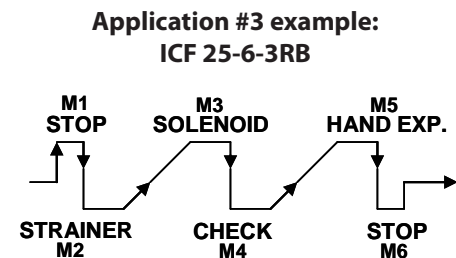 Application #3 example:
ICF 25-6-3RB
M1
STOP
M3
SOLENOID
M5
HAND EXP.
STRAINER
M2
CHECK
M4
STOP
M6